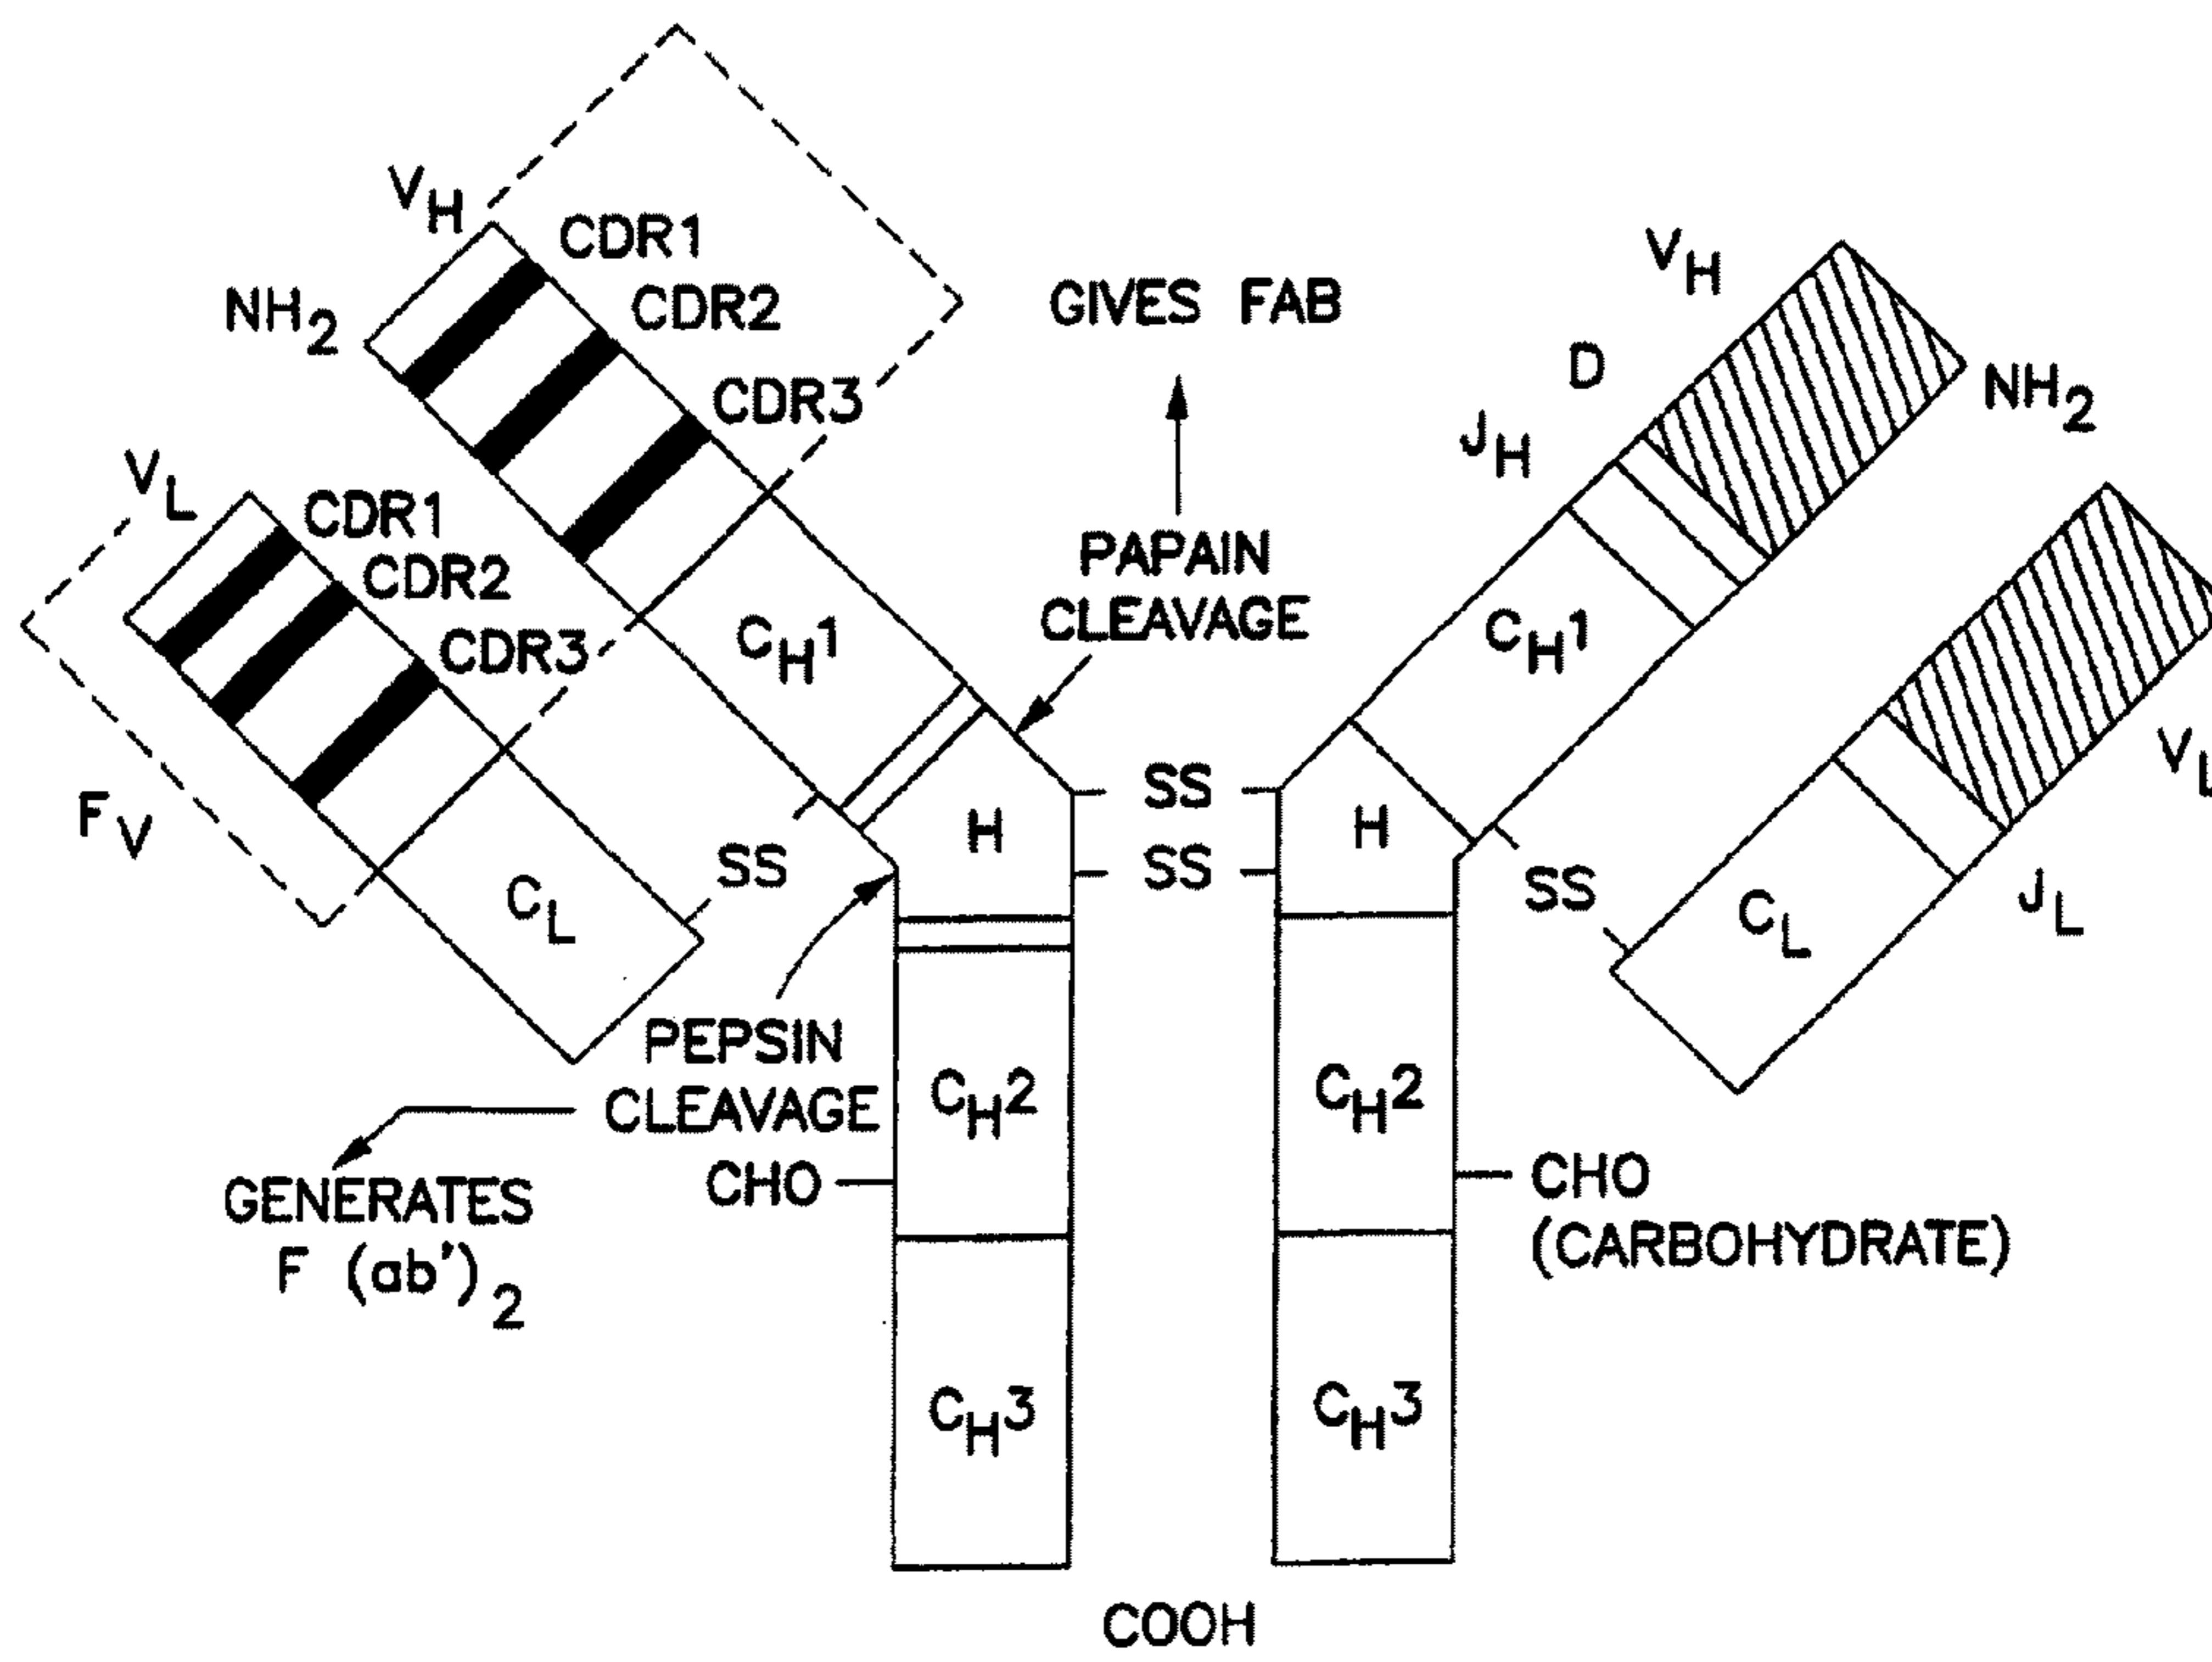 VH
CDR1
NH2
CDR2
CDR3
VL
CDR1
CDR2
CDR3
FV
CH1
CL
SS
H
GIVES FAB
PAPAIN
CLEAVAGE
SS
SS
PEPSIN
CLEAVAGE
GENERATES
F (ab')2
CHO
CH2
CH3
VH
D
JH
NH2
CH1
H
SS
VL
JL
CL
CH2
CHO
(CARBOHYDRATE)
CH3
COOH